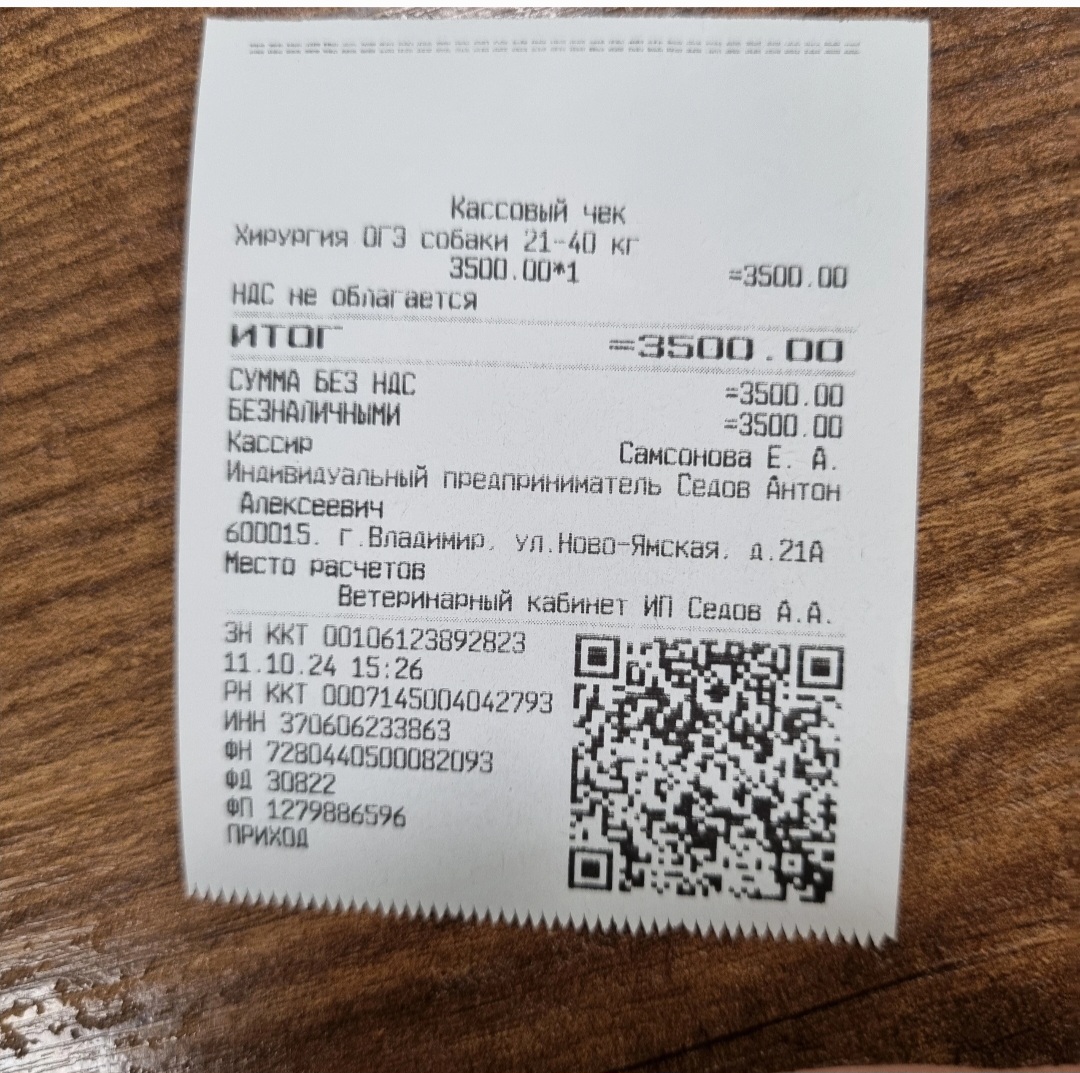 Кассовый чек
Хирургия ОГЭ собаки 21-40 кг
3500.00*1 =3500.00
НДС не облагается
ИТОГ =3500.00
СУММА БЕЗ НДС =3500.00
БЕЗНАЛИЧНЫМИ =3500.00
Кассир Самсонова Е. А.
Индивидуальный предприниматель Седов Антон
Алексеевич
600015. г.Владимир, ул.Ново-Ямская, д.21А
Место расчетов
Ветеринарный кабинет ИП Седов А.А.
ЗН ККТ 00106123892823
11.10.24 15:26
РН ККТ 0007145004042793
ИНН 370606233863
ФН 7280440500082093
ФД 30822
ФП 1279886596
ПРИХОД